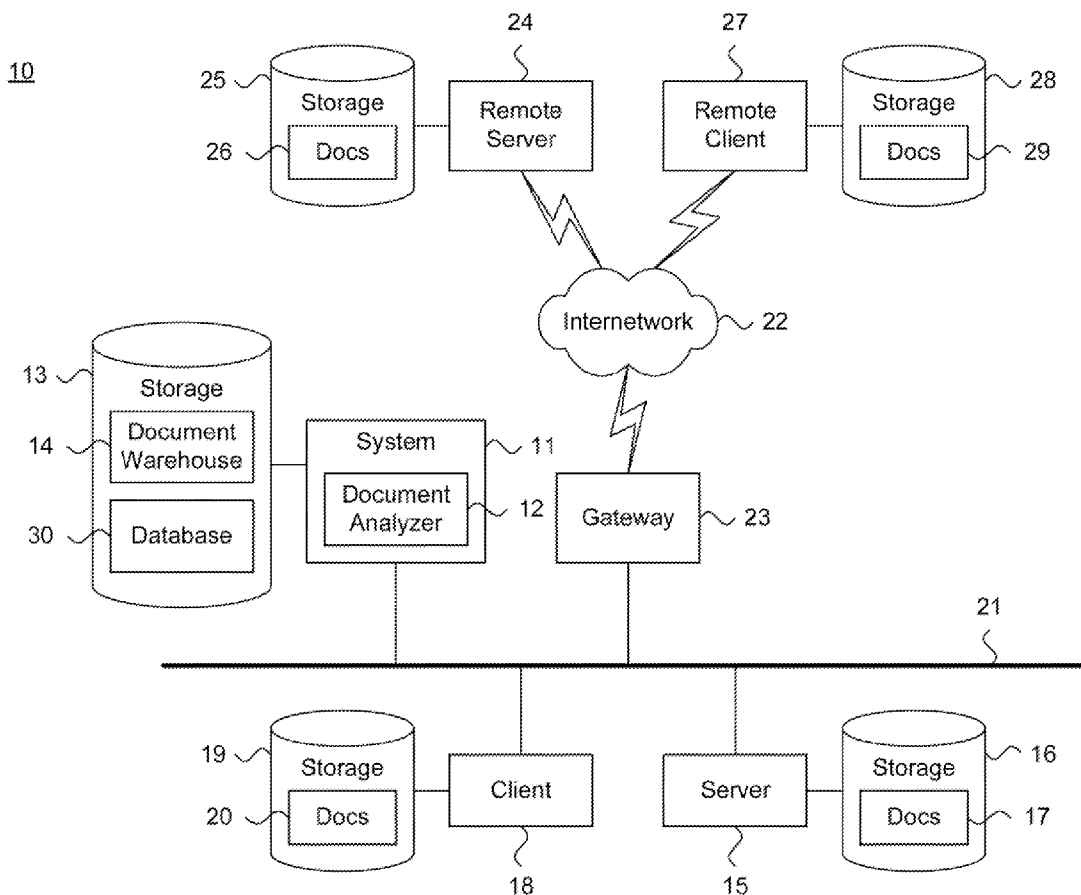 24
27
10
25
28
Storage
Remote
Server
Remote
Client
Storage
26
Docs
Docs
29
Internetwork
22
13
Storage
14
Document
Warehouse
System
11
Document
Analyzer
12
Gateway
23
30
Database
21
19
Storage
Client
Server
Storage
16
20
Docs
Docs
17
18
15